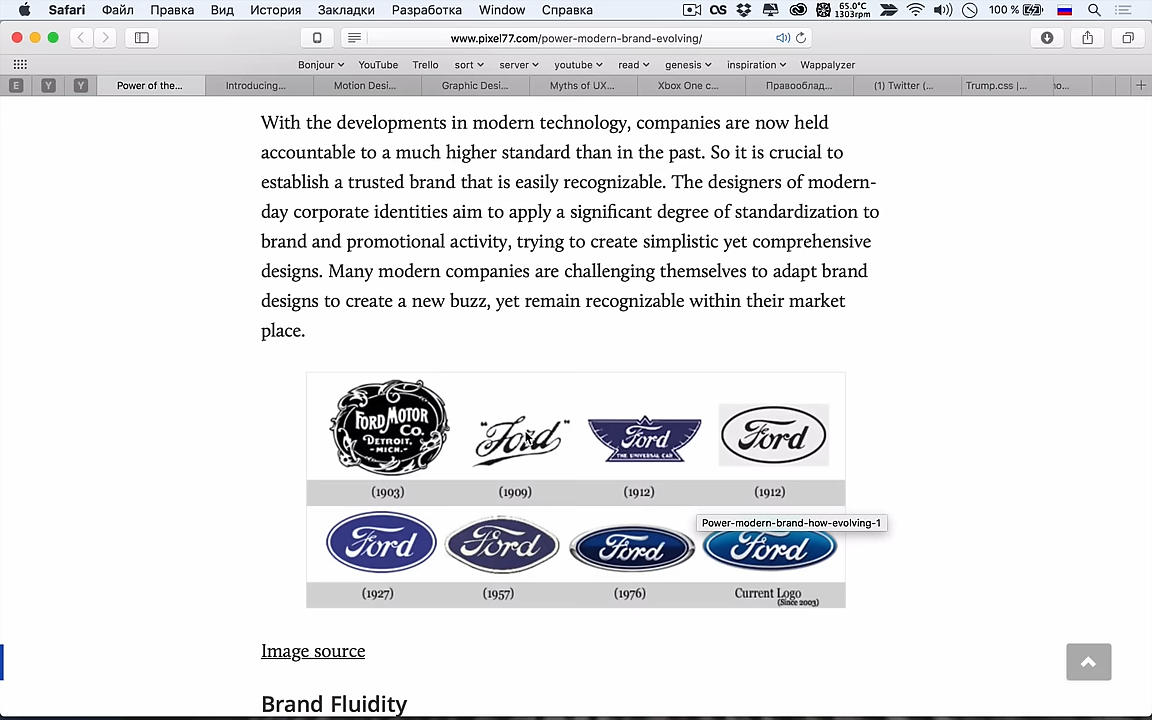 Safari Файл Правка Вид История Закладки Разработка Window Справка
65.0°C
1303rpm
100 %
www.pixel77.com/power-modern-brand-evolving/
Bonjour YouTube Trello sort server youtube read genesis inspiration Wappalyzer
E Y Y Power of the... Introducing... Motion Desi... Graphic Desi... Myths of UX... Xbox One c... Правооблад... (1) Twitter (... Trump.css |...
With the developments in modern technology, companies are now held
accountable to a much higher standard than in the past. So it is crucial to
establish a trusted brand that is easily recognizable. The designers of modern-
day corporate identities aim to apply a significant degree of standardization to
brand and promotional activity, trying to create simplistic yet comprehensive
designs. Many modern companies are challenging themselves to adapt brand
designs to create a new buzz, yet remain recognizable within their market
place.
FORD MOTOR
CO.
DETROIT,
-MICH.-
"Ford"
Ford
THE UNIVERSAL CAR
Ford
(1903) (1909) (1912) (1912)
Power-modern-brand-how-evolving-1
Ford Ford Ford Ford
(1927) (1957) (1976) Current Logo
(Since 2003)
Image source
Brand Fluidity